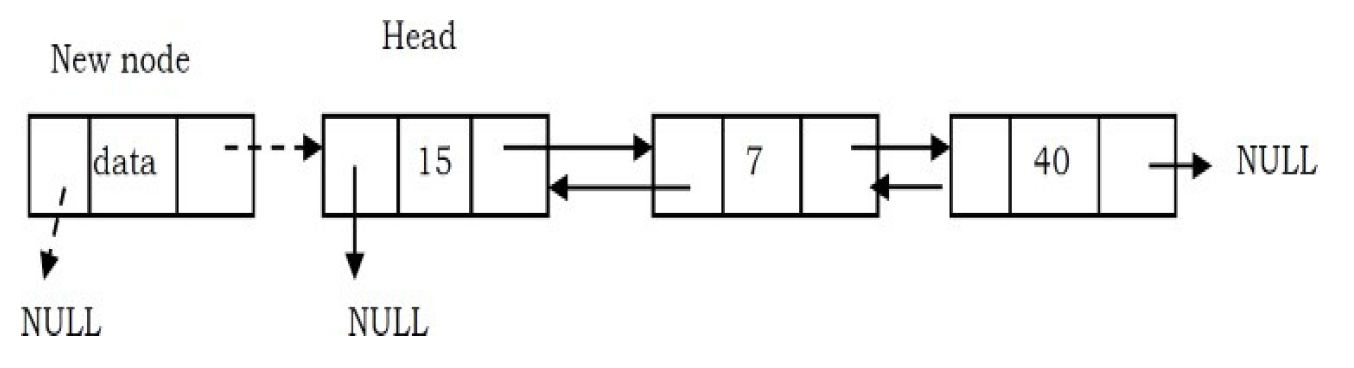 New node
Head
data
15
7
40
NULL
NULL
NULL